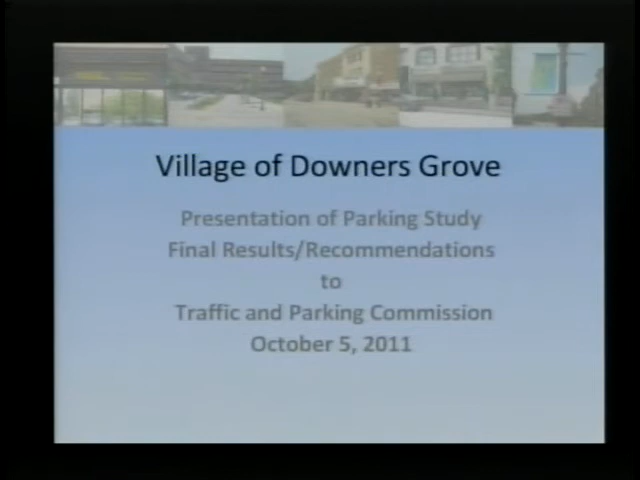 Village of Downers Grove
Presentation of Parking Study
Final Results/Recommendations
to
Traffic and Parking Commission
October 5, 2011